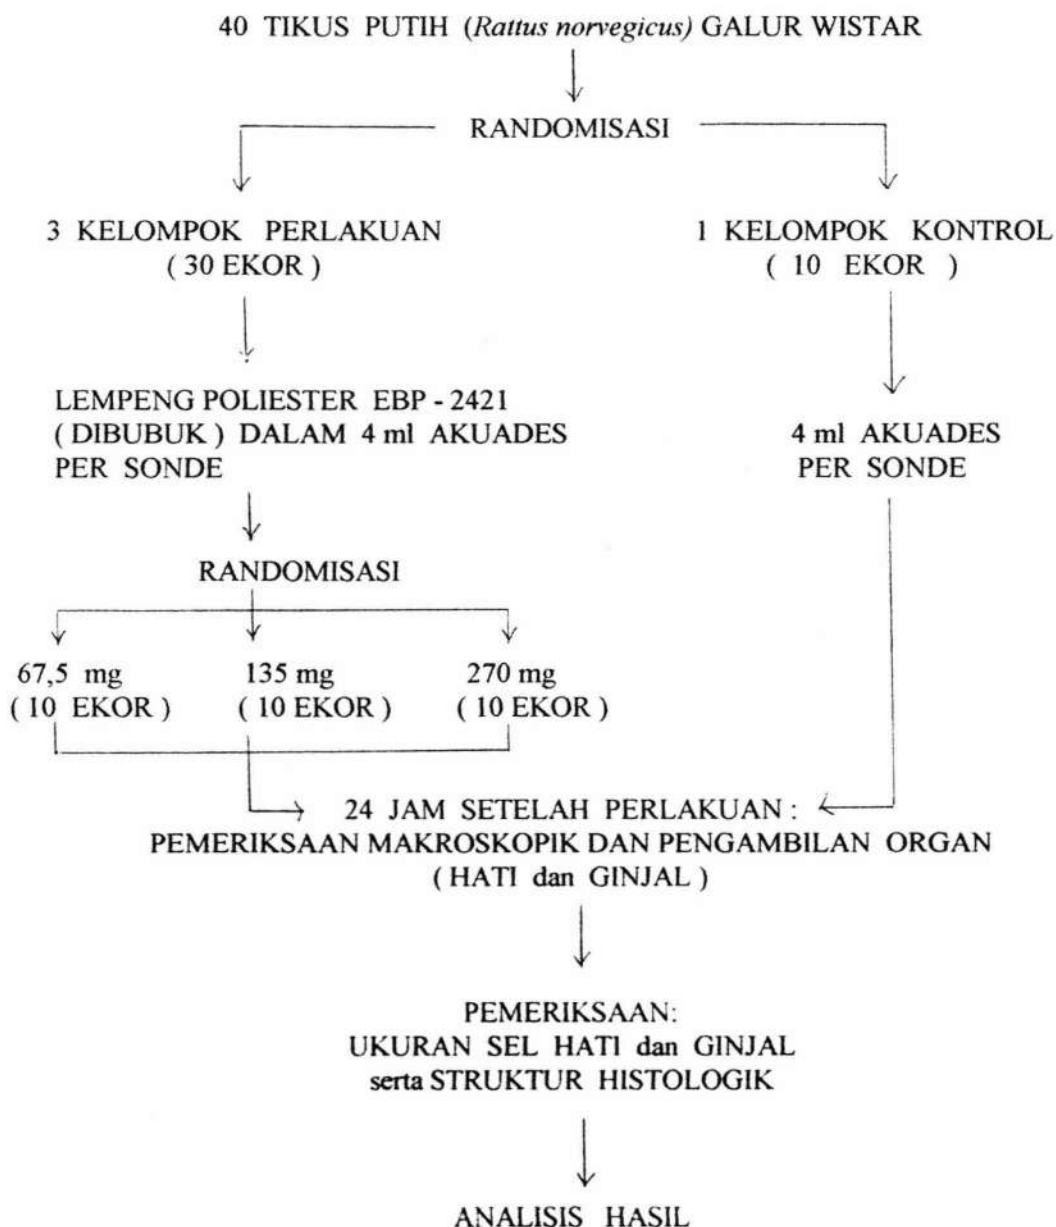 40 TIKUS PUTIH (Rattus norvegicus) GALUR WISTAR
RANDOMISASI
3 KELOMPOK PERLAKUAN
( 30 EKOR )
1 KELOMPOK KONTROL
( 10 EKOR )
LEMPENG POLIESTER EBP - 2421
( DIBUBUK ) DALAM 4 ml AKUADES
PER SONDE
4 ml AKUADES
PER SONDE
RANDOMISASI
67,5 mg
( 10 EKOR )
135 mg
( 10 EKOR )
270 mg
( 10 EKOR )
24 JAM SETELAH PERLAKUAN :
PEMERIKSAAN MAKROSKOPIK DAN PENGAMBILAN ORGAN
( HATI dan GINJAL )
PEMERIKSAAN:
UKURAN SEL HATI dan GINJAL
serta STRUKTUR HISTOLOGIK
ANALISIS HASIL